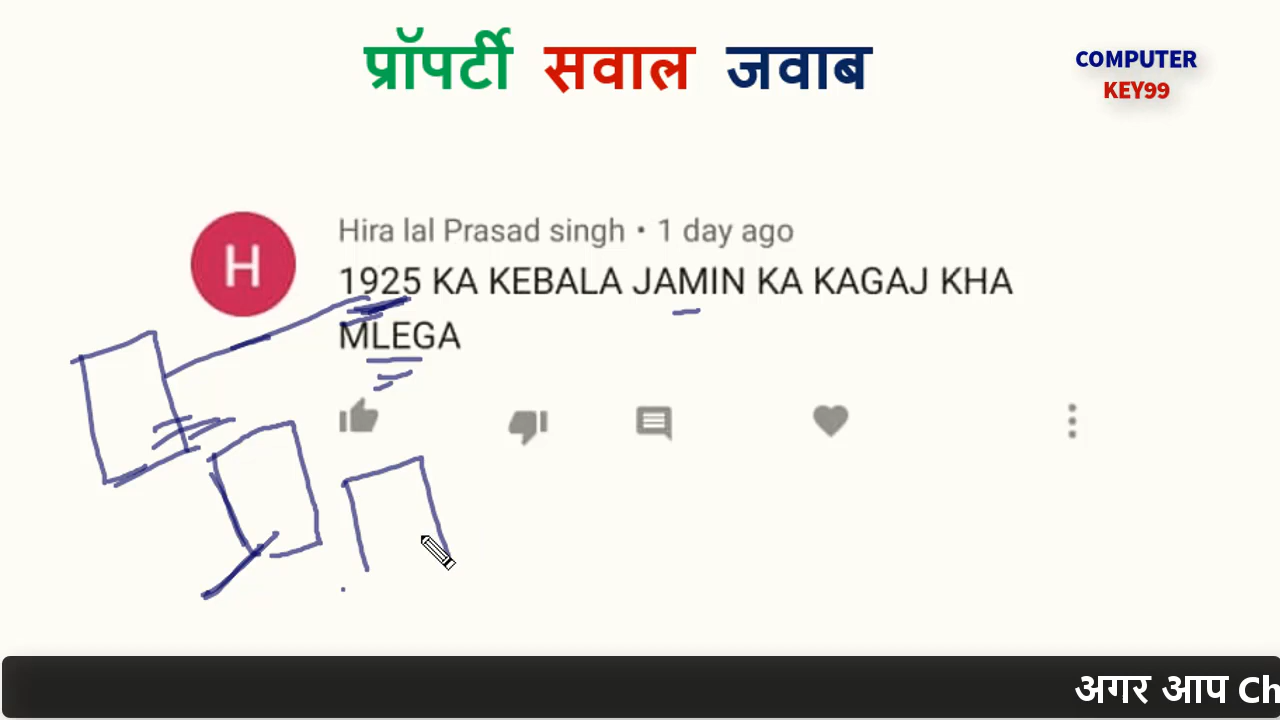 प्रॉपर्टी सवाल जवाब
COMPUTER
KEY99
H
Hira lal Prasad singh • 1 day ago
1925 KA KEBALA JAMIN KA KAGAJ KHA
MLEGA
अगर आप Ch